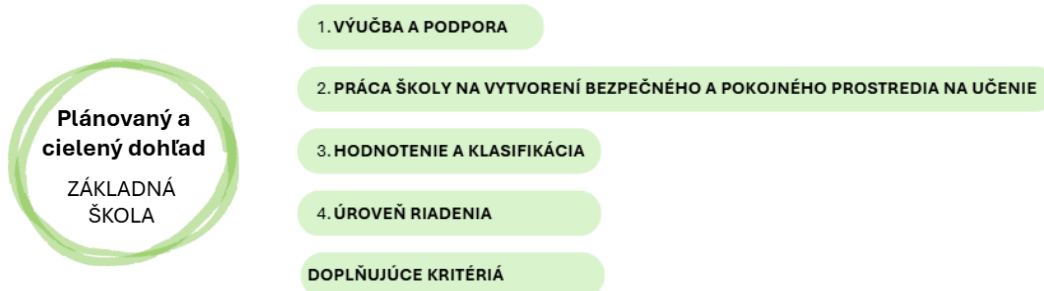 Plánovaný a
cielený dohľad
ZÁKLADNÁ
ŠKOLA
1. VÝUČBA A PODPORA
2. PRÁCA ŠKOLY NA VYTVORENÍ BEZPEČNÉHO A POKOJNÉHO PROSTREDIA NA UČENIE
3. HODNOTENIE A KLASIFIKÁCIA
4. ÚROVEŇ RIADENIA
DOPLŇUJÚCE KRITÉRIÁ